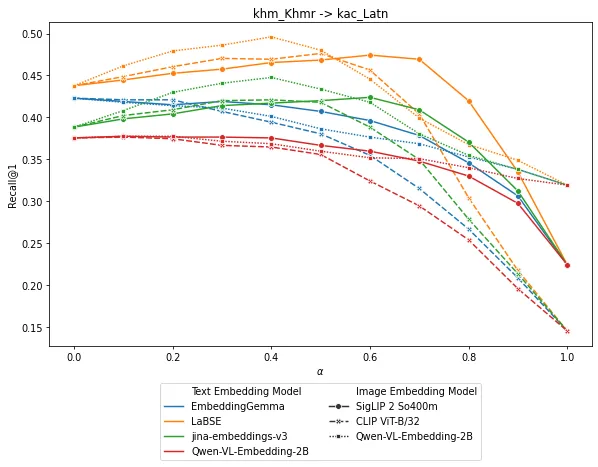 khm_Khmr -> kac_Latn
Recall@1
0.50
0.45
0.40
0.35
0.30
0.25
0.20
0.15
0.0 0.2 0.4 0.6 0.8 1.0
α
Text Embedding Model
EmbeddingGemma
LaBSE
jina-embeddings-v3
Qwen-VL-Embedding-2B
Image Embedding Model
SigLIP 2 So400m
CLIP ViT-B/32
Qwen-VL-Embedding-2B